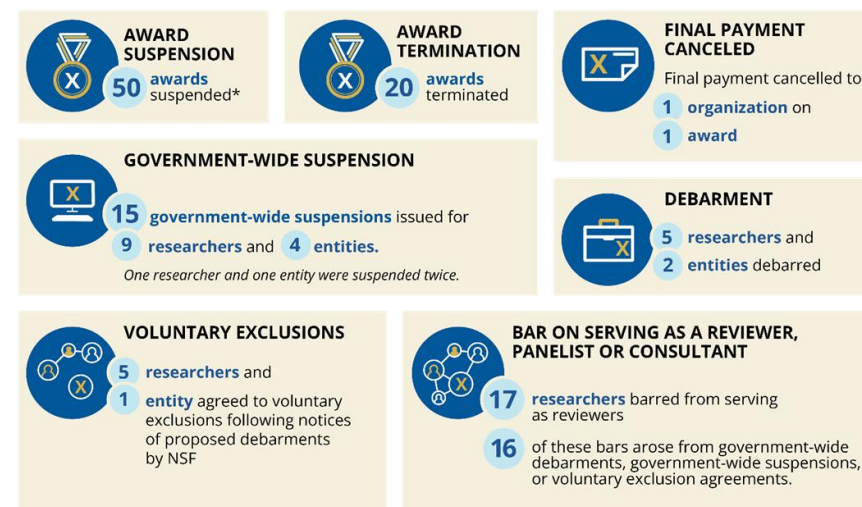 AWARD
SUSPENSION
50 awards
suspended*
AWARD
TERMINATION
20 awards
terminated
FINAL PAYMENT
CANCELED
Final payment cancelled to
1 organization on
1 award
GOVERNMENT-WIDE SUSPENSION
15 government-wide suspensions issued for
9 researchers and 4 entities.
One researcher and one entity were suspended twice.
DEBARMENT
5 researchers and
2 entities debarred
VOLUNTARY EXCLUSIONS
5 researchers and
1 entity agreed to voluntary
exclusions following notices
of proposed debarments
by NSF
BAR ON SERVING AS A REVIEWER,
PANELIST OR CONSULTANT
17 researchers barred from serving
as reviewers
16 of these bars arose from government-wide
debarments, government-wide suspensions,
or voluntary exclusion agreements.